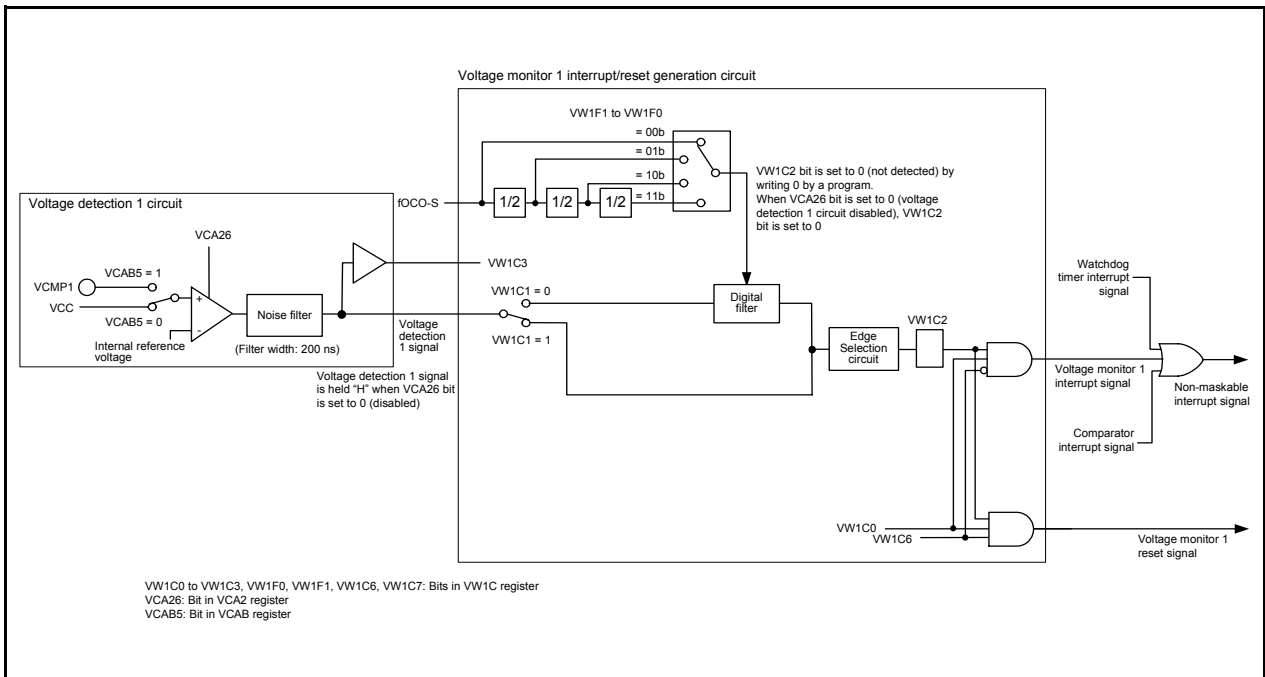 Voltage monitor 1 interrupt/reset generation circuit
VW1F1 to VW1F0
= 00b
= 01b
= 10b
= 11b
fOCO-S
1/2
1/2
1/2
VW1C2 bit is set to 0 (not detected) by
writing 0 by a program.
When VCA26 bit is set to 0 (voltage
detection 1 circuit disabled), VW1C2
bit is set to 0
Voltage detection 1 circuit
VCA26
VCMP1
VCAB5 = 1
VCC
VCAB5 = 0
+
-
Internal reference
voltage
Noise filter
(Filter width: 200 ns)
VW1C3
Voltage
detection
1 signal
Voltage detection 1 signal
is held “H” when VCA26 bit
is set to 0 (disabled)
VW1C1 = 0
VW1C1 = 1
Digital
filter
Edge
Selection
circuit
VW1C2
Watchdog
timer interrupt
signal
Voltage monitor 1
interrupt signal
Non-maskable
interrupt signal
Comparator
interrupt signal
VW1C0
VW1C6
Voltage monitor 1
reset signal
VW1C0 to VW1C3, VW1F0, VW1F1, VW1C6, VW1C7: Bits in VW1C register
VCA26: Bit in VCA2 register
VCAB5: Bit in VCAB register